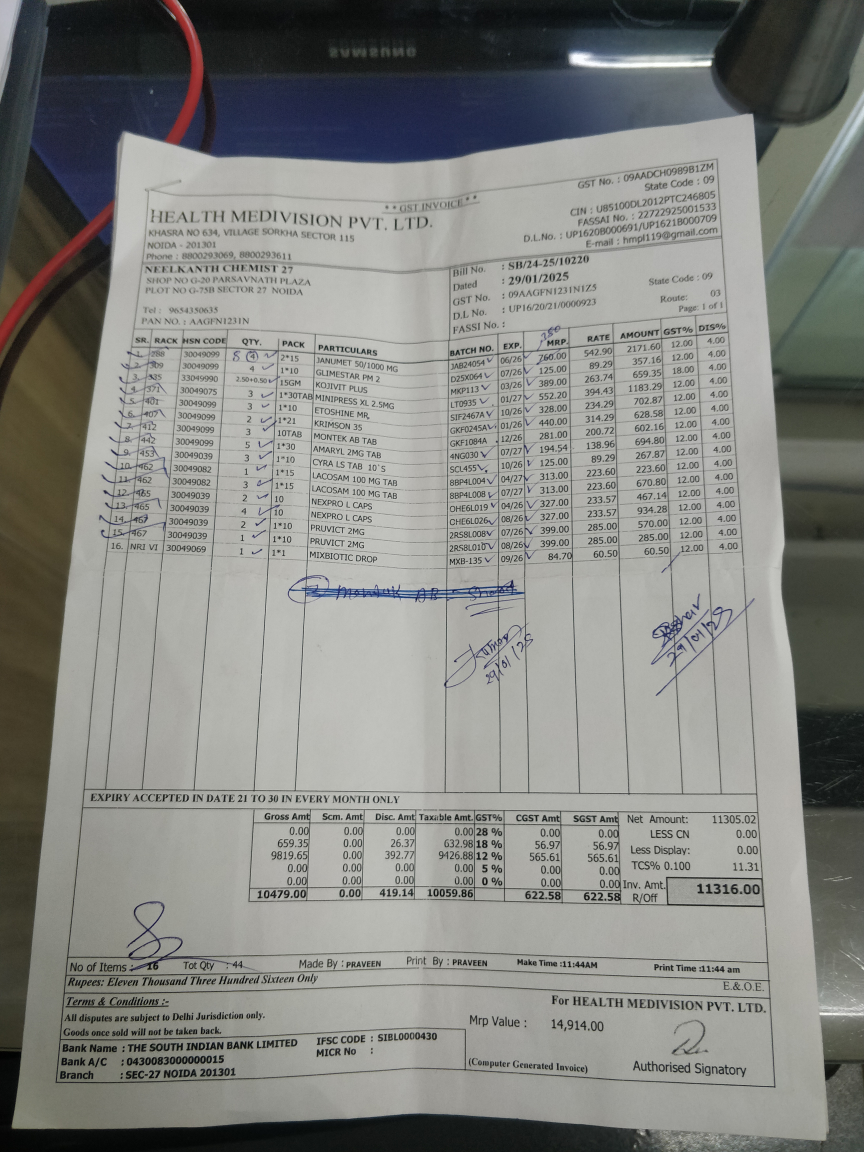 SAMSUNG
* * GST INVOICE * *
GST No. : 09AADCH0989B1ZM
State Code : 09
HEALTH MEDIVISION PVT. LTD.
CIN : U85100DL2012PTC246805
KHASRA NO 634, VILLAGE SORKHA SECTOR 115
FASSAI No. : 22722925001533
NOIDA - 201301
D.L.No. : UP1620B000691/UP16218000709
Phone : 8800293069, 8800293611
E-mail : hmpl119@gmail.com
NEELKANTH CHEMIST 27
SHOP NO G-20 PARSAVNATH PLAZA
PLOT NO G-75B SECTOR 27 NOIDA
Tel : 9654350635
PAN NO. : AAGFN1231N
Bill No. : SB/24-25/10220
Dated : 29/01/2025
GST No. : 09AAGFN1231N1Z5 State Code : 09
D.L No. : UP16/20/21/0000923 Route: 03
FASSI No. : Page: 1 of 1
SR. RACK HSN CODE QTY. PACK PARTICULARS BATCH NO. EXP. MRP. RATE AMOUNT GST% DIS%
1. 288 30049099 8 (4) 2*15 JANUMET 50/1000 MG JAB24054 06/26 760.00 542.90 2171.60 12.00 4.00
2. 309 30049099 4 1*10 GLIMESTAR PM 2 D25X064 07/26 125.00 89.29 357.16 12.00 4.00
3. 335 33049990 2.50+0.50 15GM KOJIVIT PLUS MKP113 03/26 389.00 263.74 659.35 18.00 4.00
4. 371 30049075 3 1*30TAB MINIPRESS XL 2.5MG LT0935 01/27 552.20 394.43 1183.29 12.00 4.00
5. 401 30049099 3 1*10 ETOSHINE MR SIF2467A 10/26 328.00 234.29 702.87 12.00 4.00
6. 407 30049099 2 1*21 KRIMSON 35 GKF0245A 01/26 440.00 314.29 628.58 12.00 4.00
7. 412 30049099 3 10TAB MONTEK AB TAB GKF1084A 12/26 281.00 200.72 602.16 12.00 4.00
8. 442 30049099 5 1*30 AMARYL 2MG TAB 4NG030 07/27 194.54 138.96 694.80 12.00 4.00
9. 453 30049039 3 1*10 CYRA LS TAB 10`S SCL455 10/26 125.00 89.29 267.87 12.00 4.00
10. 462 30049082 1 1*15 LACOSAM 100 MG TAB BBP4L004 04/27 313.00 223.60 223.60 12.00 4.00
11. 462 30049082 3 1*15 LACOSAM 100 MG TAB BBP4L008 07/27 313.00 223.60 670.80 12.00 4.00
12. 465 30049039 2 10 NEXPRO L CAPS OHE6L019 04/26 327.00 233.57 467.14 12.00 4.00
13. 465 30049039 4 10 NEXPRO L CAPS OHE6L026 08/26 327.00 233.57 934.28 12.00 4.00
14. 467 30049039 2 1*10 PRUVICT 2MG 2RS8L008 07/26 399.00 285.00 570.00 12.00 4.00
15. 467 30049039 1 1*10 PRUVICT 2MG 2RS8L010 08/26 399.00 285.00 285.00 12.00 4.00
16. NRI VI 30049069 1 1*1 MIXBIOTIC DROP MXB-135 09/26 84.70 60.50 60.50 12.00 4.00
29/01/25
29/01/25
EXPIRY ACCEPTED IN DATE 21 TO 30 IN EVERY MONTH ONLY
Gross Amt Scm. Amt Disc. Amt Taxable Amt. GST% CGST Amt SGST Amt Net Amount: 11305.02
0.00 0.00 0.00 0.00 28 % 0.00 0.00 LESS CN 0.00
659.35 0.00 26.37 632.98 18 % 56.97 56.97 Less Display: 0.00
9819.65 0.00 392.77 9426.88 12 % 565.61 565.61 TCS% 0.100 11.31
0.00 0.00 0.00 0.00 5 % 0.00 0.00
0.00 0.00 0.00 0.00 0 % 0.00 0.00 Inv. Amt. 11316.00
10479.00 0.00 419.14 10059.86 622.58 622.58 R/Off
No of Items : 16 Tot Qty : 44 Made By : PRAVEEN Print By : PRAVEEN Make Time :11:44AM Print Time :11:44 am
Rupees: Eleven Thousand Three Hundred Sixteen Only E.& O.E.
Terms & Conditions :-
For HEALTH MEDIVISION PVT. LTD.
All disputes are subject to Delhi Jurisdiction only.
Mrp Value : 14,914.00
Goods once sold will not be taken back.
Bank Name : THE SOUTH INDIAN BANK LIMITED IFSC CODE : SIBL0000430
Bank A/C : 0430083000000015 MICR No :
Branch : SEC-27 NOIDA 201301
(Computer Generated Invoice)
Authorised Signatory